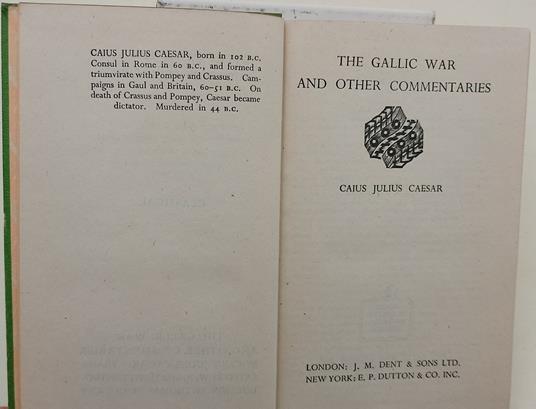 CAIUS JULIUS CAESAR, born in 102 B.C.
Consul in Rome in 60 B.C., and formed a
triumvirate with Pompey and Crassus. Cam-
paigns in Gaul and Britain, 60–51 B.C. On
death of Crassus and Pompey, Caesar became
dictator. Murdered in 44 B.C.
THE GALLIC WAR
AND OTHER COMMENTARIES
CAIUS JULIUS CAESAR
LONDON: J. M. DENT & SONS LTD.
NEW YORK: E. P. DUTTON & CO. INC.